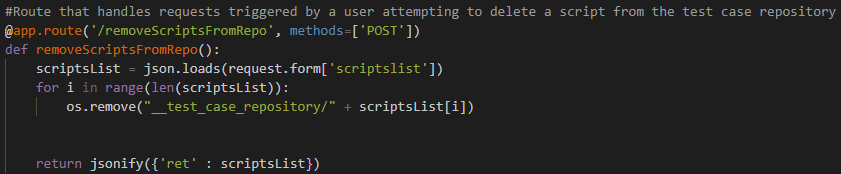 #Route that handles requests triggered by a user attempting to delete a script from the test case repository
@app.route('/removeScriptsFromRepo', methods=['POST'])
def removeScriptsFromRepo():
    scriptsList = json.loads(request.form['scriptslist'])
    for i in range(len(scriptsList)):
        os.remove("__test_case_repository/" + scriptsList[i])
    return jsonify({'ret' : scriptsList})